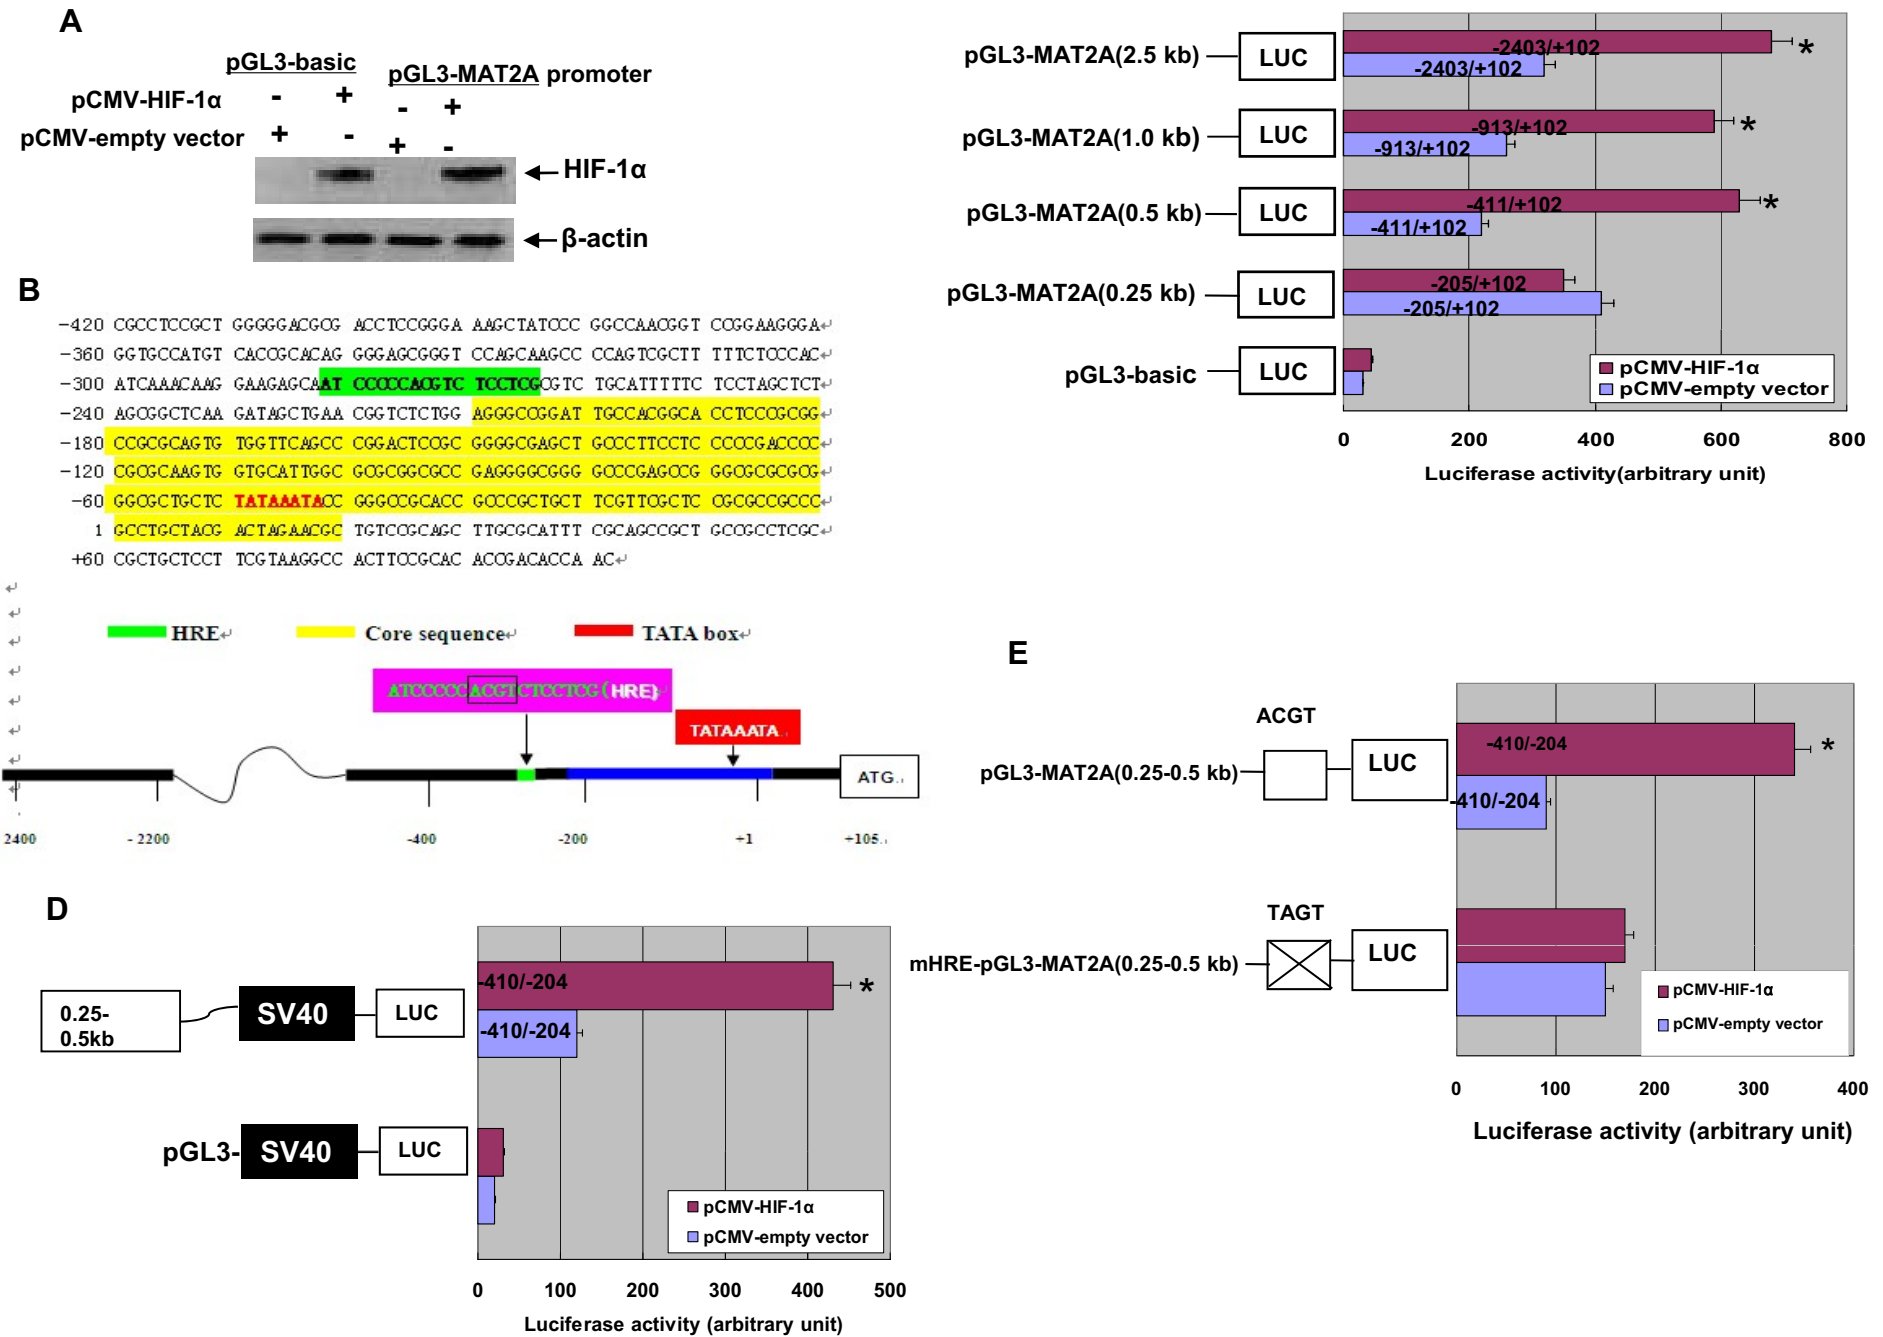 A
pGL3-basic
pGL3-MAT2A promoter
pCMV-HIF-1α - + - +
pCMV-empty vector + - + -
HIF-1α
β-actin
pGL3-MAT2A(2.5 kb) LUC -2403/+102 *
-2403/+102
pGL3-MAT2A(1.0 kb) LUC -913/+102 *
-913/+102
pGL3-MAT2A(0.5 kb) LUC -411/+102 *
-411/+102
pGL3-MAT2A(0.25 kb) LUC -205/+102
-205/+102
pGL3-basic LUC
pCMV-HIF-1α
pCMV-empty vector
0 200 400 600 800
Luciferase activity(arbitrary unit)
B
-420 CGCCTCCGCT GGGGGACGCG ACCTCCGGGA AAGCTATCCC GGCCAACGGT CCGGAAGGGA
-360 GGTGCCATGT CACCGCACAG GGGAGCGGGT CCAGCAAGCC CCAGTCGCTT TTTCTCCCAC
-300 ATCAAACAAG GAAGAGCAAT CCCCCACGTC TCCTCGCGTC TGCATTTTTC TCCTAGCTCT
-240 AGCGGCTCAA GATAGCTGAA CGGTCTCTGG AGGGCCGGAT TGCCACGGCA CCTCCCGCGG
-180 CCGCGCAGTG TGGTTCAGCC CGGACTCCGC GGGGCGAGCT GCCCTTCCTC CCCCGACCCC
-120 CGCGCAAGTG GTGCATTGGC GCGCGGCGCC GAGGGGCGGG GCCCGAGCCG GGCGCGCGCG
-60 GGCGCTGCTC TATAAATACC GGGCCGCACC GCCCGCTGCT TCGTTCGCTC CGCGCCGCCC
1 GCCTGCTACG ACTAGAACGC TGTCCGCAGC TTGCGCATTT CGCAGCCGCT GCCGCCTCGC
+60 CGCTGCTCCT TCGTAAGGCC ACTTCCGCAC ACCGACACCA AC
HRE Core sequence TATA box
ATCCCCCACGTCTCCTCG(HRE)
TATAAATA
ATG
2400 - 2200 -400 -200 +1 +105
D
0.25-
0.5kb
SV40 LUC -410/-204 *
-410/-204
pGL3- SV40 LUC
pCMV-HIF-1α
pCMV-empty vector
0 100 200 300 400 500
Luciferase activity (arbitrary unit)
E
ACGT
pGL3-MAT2A(0.25-0.5 kb) LUC -410/-204 *
-410/-204
TAGT
mHRE-pGL3-MAT2A(0.25-0.5 kb) LUC
pCMV-HIF-1α
pCMV-empty vector
0 100 200 300 400
Luciferase activity (arbitrary unit)